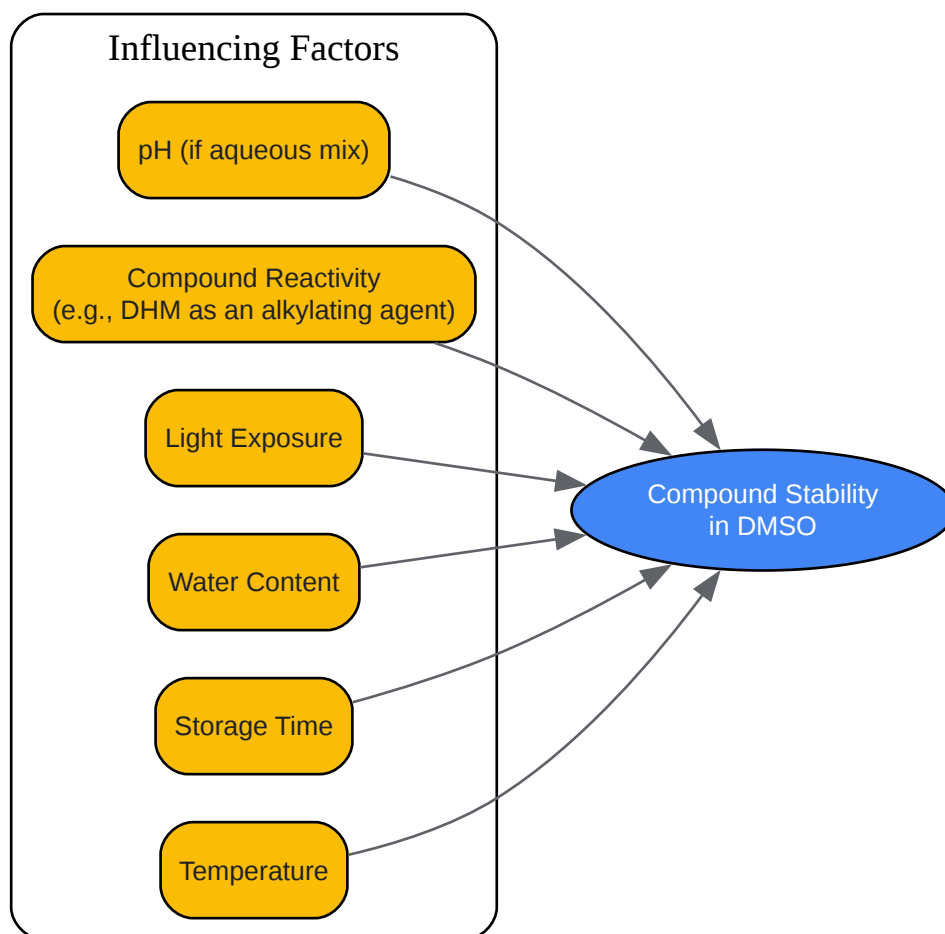 Influencing Factors
pH (if aqueous mix)
Compound Reactivity
(e.g., DHM as an alkylating agent)
Light Exposure
Water Content
Storage Time
Temperature
Compound Stability
in DMSO